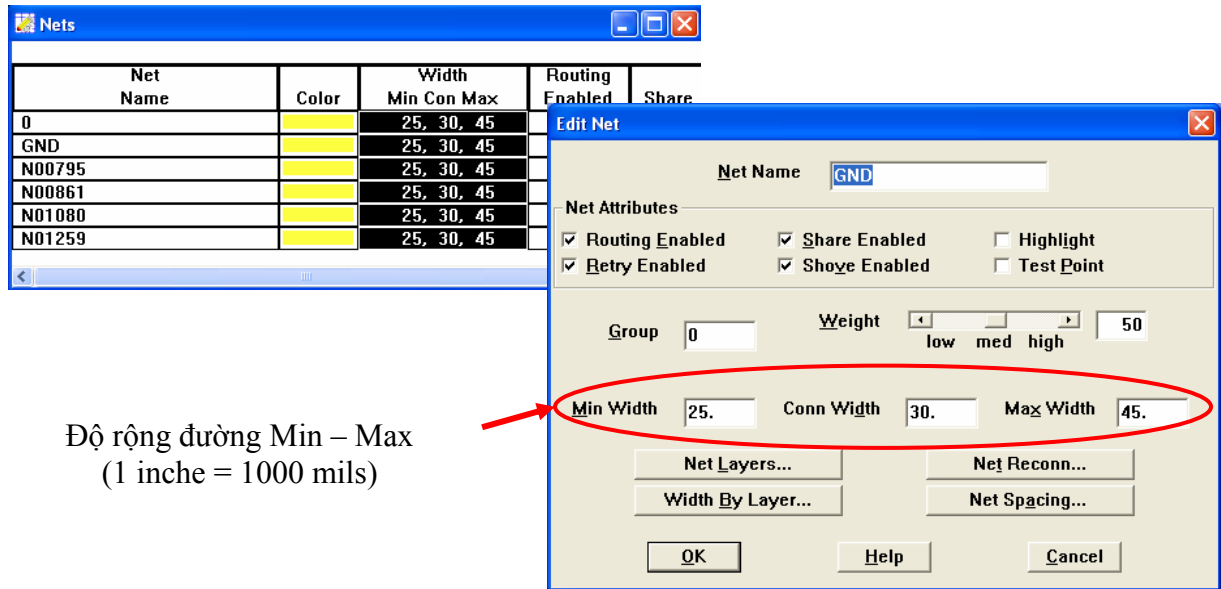 Nets
Net Name Color Width Min Con Max Routing Enabled Share
0 25, 30, 45
GND 25, 30, 45
N00795 25, 30, 45
N00861 25, 30, 45
N01080 25, 30, 45
N01259 25, 30, 45
Edit Net
Net Name GND
Net Attributes
Routing Enabled Share Enabled Highlight
Retry Enabled Shove Enabled Test Point
Group 0 Weight 50
low med high
Min Width 25. Conn Width 30. Max Width 45.
Net Layers... Net Reconn...
Width By Layer... Net Spacing...
OK Help Cancel
Độ rộng đường Min – Max
(1 inche = 1000 mils)